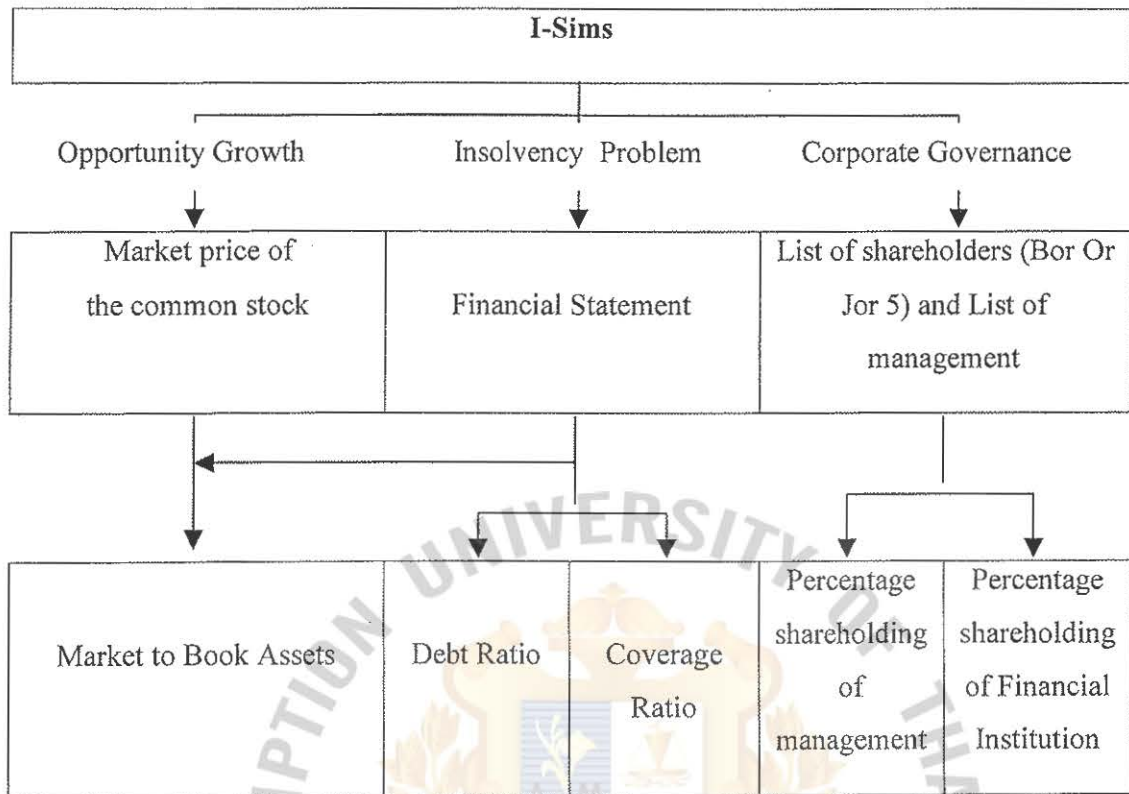 I-Sims
Opportunity Growth
Insolvency Problem
Corporate Governance
Market price of
the common stock
Financial Statement
List of shareholders (Bor Or
Jor 5) and List of
management
Market to Book Assets
Debt Ratio
Coverage
Ratio
Percentage
shareholding
of
management
Percentage
shareholding
of Financial
Institution
UNIVERSITY OF